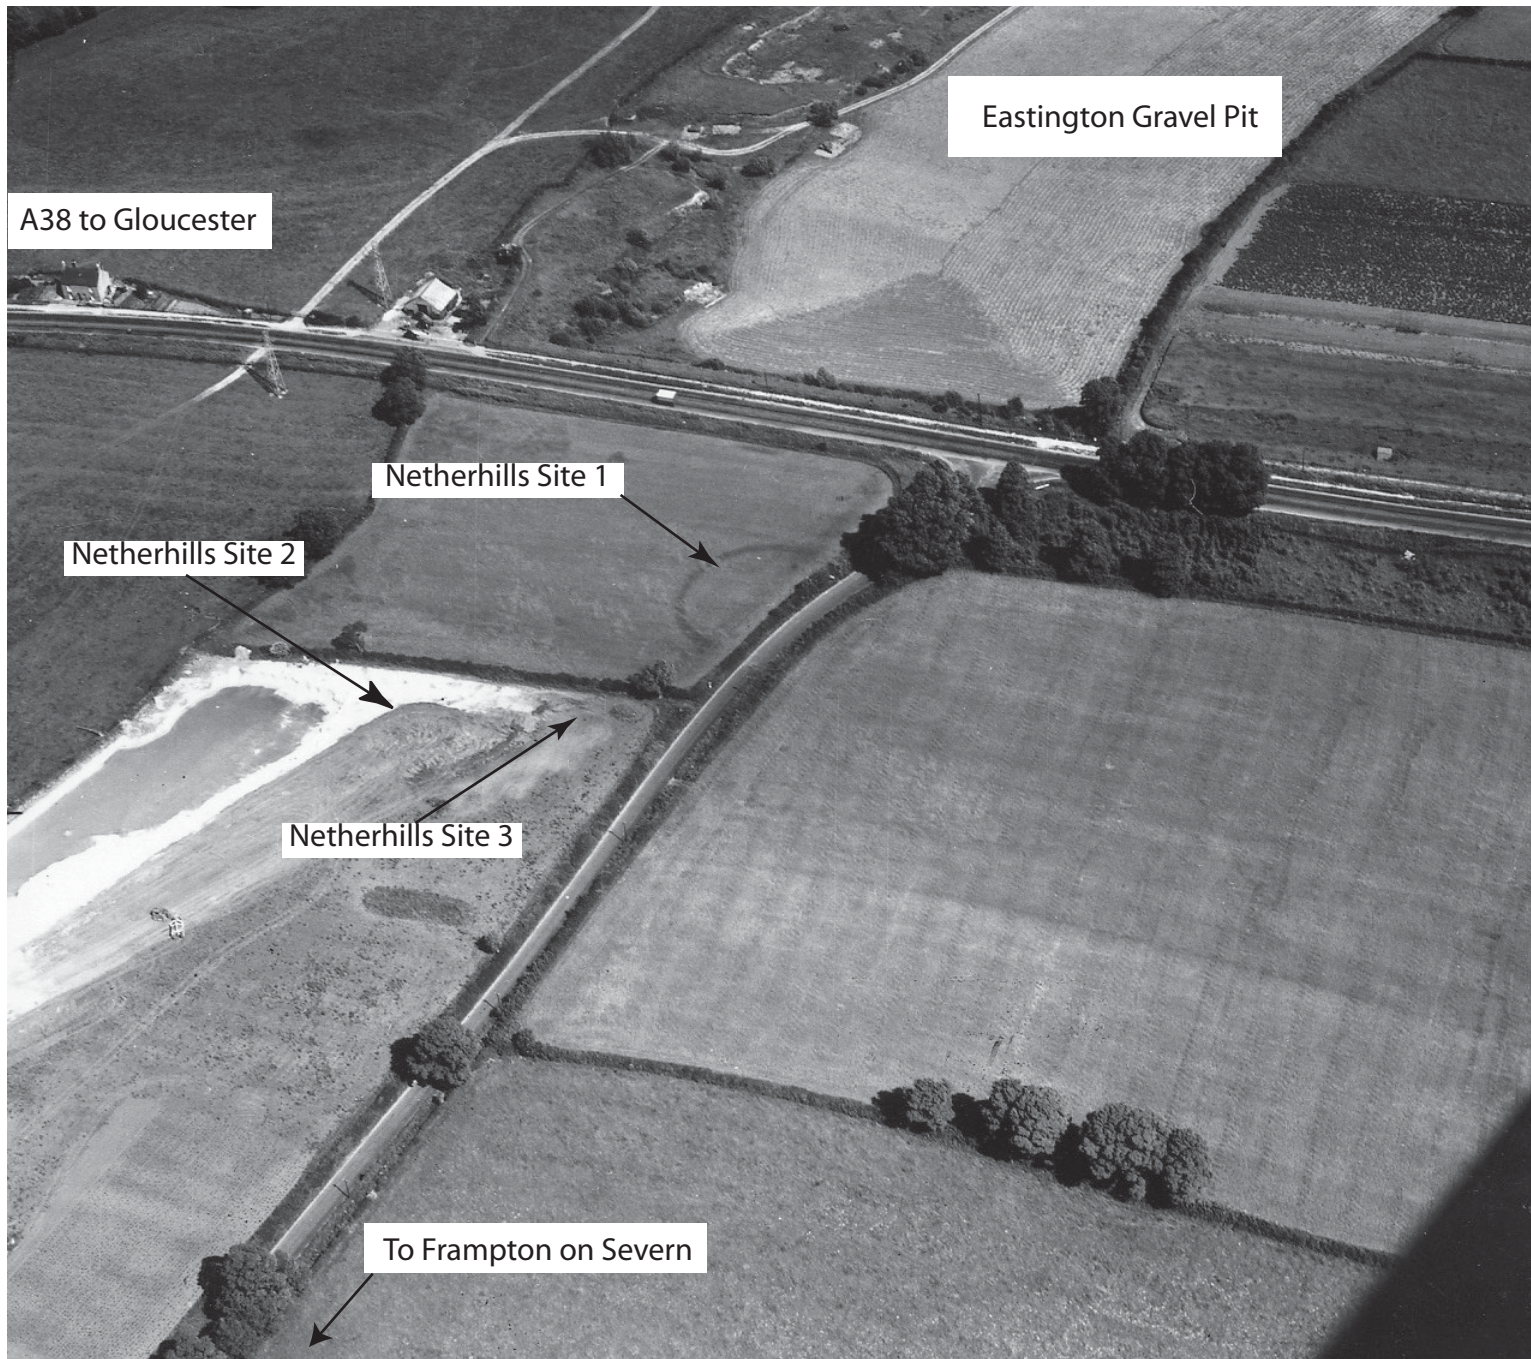 Eastington Gravel Pit
A38 to Gloucester
Netherhills Site 1
Netherhills Site 2
Netherhills Site 3
To Frampton on Severn